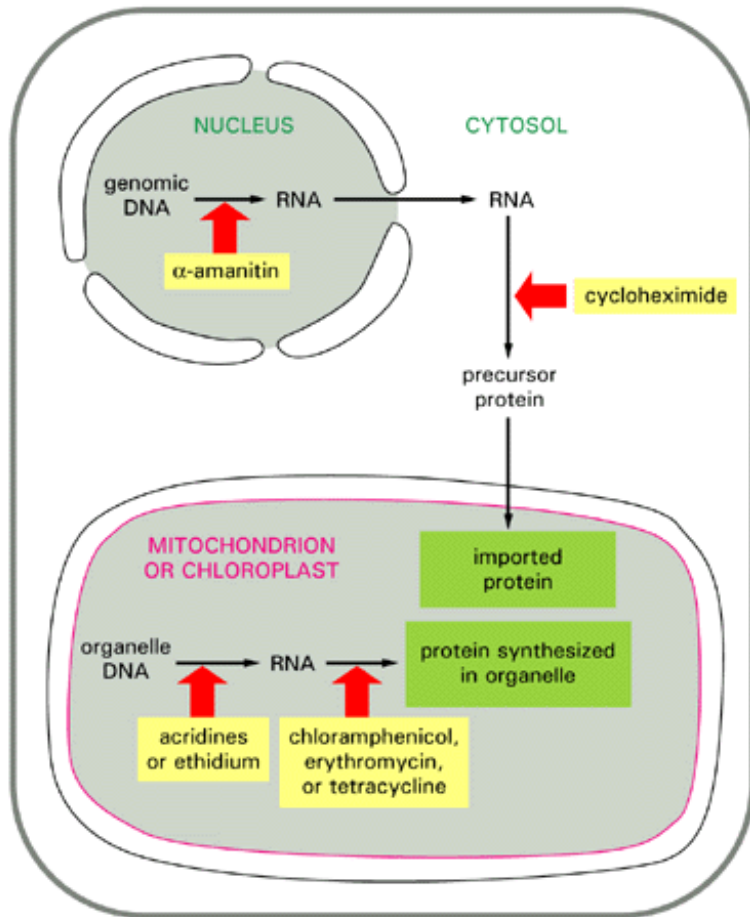 NUCLEUS
CYTOSOL
genomic
DNA
RNA
RNA
α-amanitin
cycloheximide
precursor
protein
MITOCHONDRION
OR CHLOROPLAST
imported
protein
organelle
DNA
RNA
protein synthesized
in organelle
acridines
or ethidium
chloramphenicol,
erythromycin,
or tetracycline